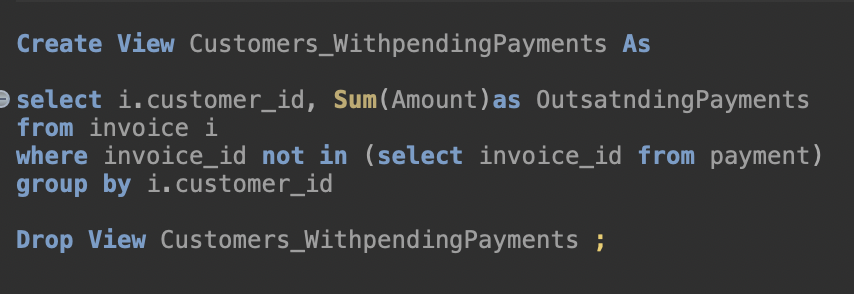 Create View Customers_WithpendingPayments As
select i.customer_id, Sum(Amount)as OutsatndingPayments
from invoice i
where invoice_id not in (select invoice_id from payment)
group by i.customer_id
Drop View Customers_WithpendingPayments ;